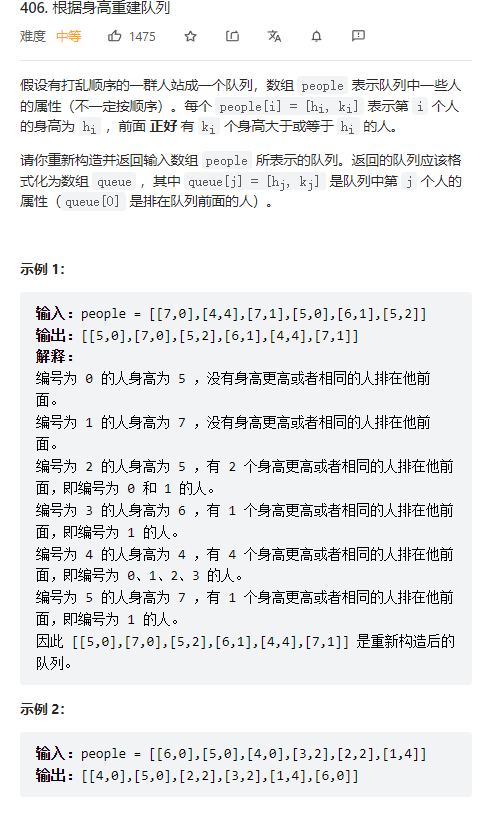 406. 根据身高重建队列
难度 中等 1475
假设有打乱顺序的一群人站成一个队列，数组 people 表示队列中一些人
的属性（不一定按顺序）。每个 people[i] = [hi, ki] 表示第 i 个人
的身高为 hi ，前面 正好 有 ki 个身高大于或等于 hi 的人。
请你重新构造并返回输入数组 people 所表示的队列。返回的队列应该格
式化为数组 queue ，其中 queue[j] = [hj, kj] 是队列中第 j 个人的
属性（queue[0] 是排在队列前面的人）。
示例 1：
输入：people = [[7,0],[4,4],[7,1],[5,0],[6,1],[5,2]]
输出：[[5,0],[7,0],[5,2],[6,1],[4,4],[7,1]]
解释：
编号为 0 的人身高为 5 ，没有身高更高或者相同的人排在他前
面。
编号为 1 的人身高为 7 ，没有身高更高或者相同的人排在他前
面。
编号为 2 的人身高为 5 ，有 2 个身高更高或者相同的人排在他前
面，即编号为 0 和 1 的人。
编号为 3 的人身高为 6 ，有 1 个身高更高或者相同的人排在他前
面，即编号为 1 的人。
编号为 4 的人身高为 4 ，有 4 个身高更高或者相同的人排在他前
面，即编号为 0、1、2、3 的人。
编号为 5 的人身高为 7 ，有 1 个身高更高或者相同的人排在他前
面，即编号为 1 的人。
因此 [[5,0],[7,0],[5,2],[6,1],[4,4],[7,1]] 是重新构造后的
队列。
示例 2：
输入：people = [[6,0],[5,0],[4,0],[3,2],[2,2],[1,4]]
输出：[[4,0],[5,0],[2,2],[3,2],[1,4],[6,0]]